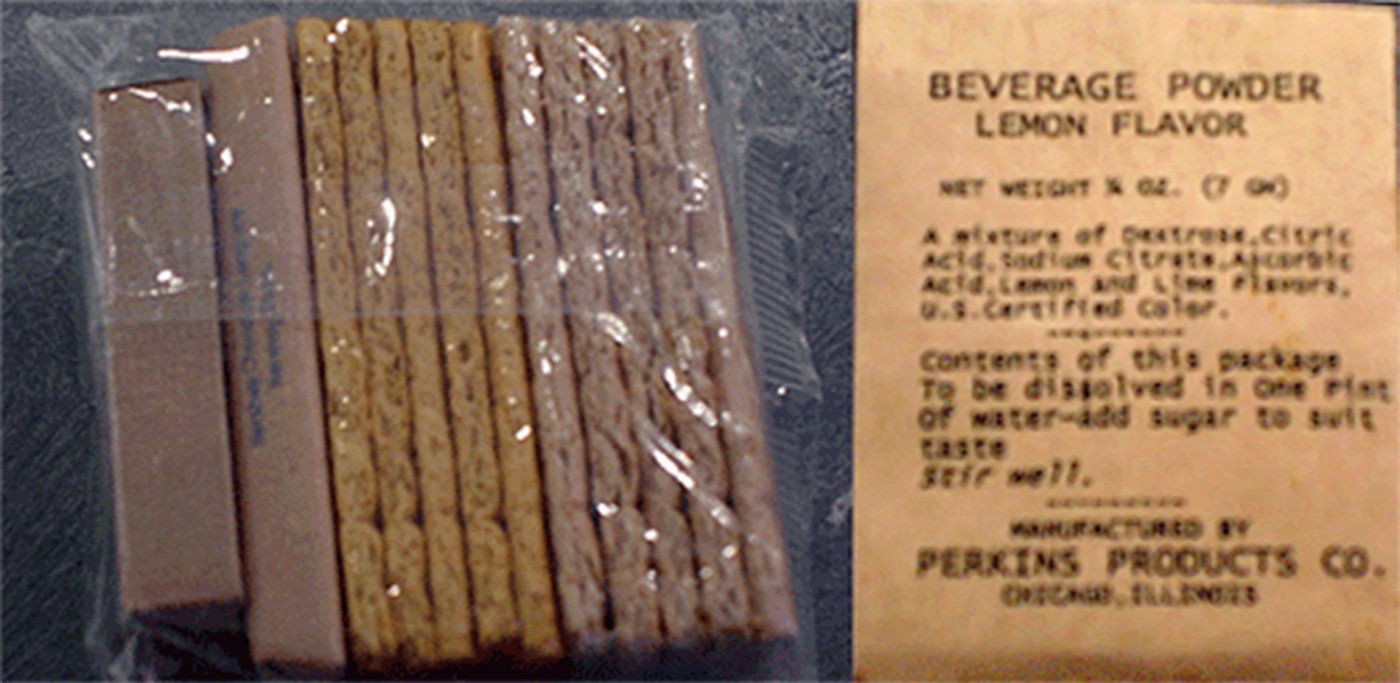 BEVERAGE POWDER
LEMON FLAVOR
NET WEIGHT ¼ OZ. (7 GM)
A mixture of Dextrose,Citric
Acid,Sodium Citrate,Ascorbic
Acid,Lemon and Lime Flavors,
U.S.Certified Color.
Contents of this package
To be dissolved in One Pint
Of water-add sugar to suit
taste
Stir well.
MANUFACTURED BY
PERKINS PRODUCTS CO.
CHICAGO,ILLINOIS